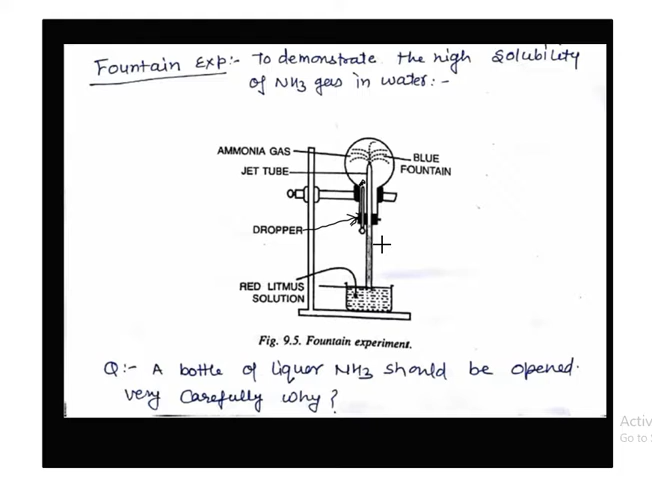 Fountain Exp:- To demonstrate the high solubility
of NH3 gas in water:-
AMMONIA GAS
BLUE
FOUNTAIN
JET TUBE
DROPPER
RED LITMUS
SOLUTION
Fig. 9.5. Fountain experiment.
Q:- A bottle of liquor NH3 should be opened.
very carefully why?
Activ
Go to S